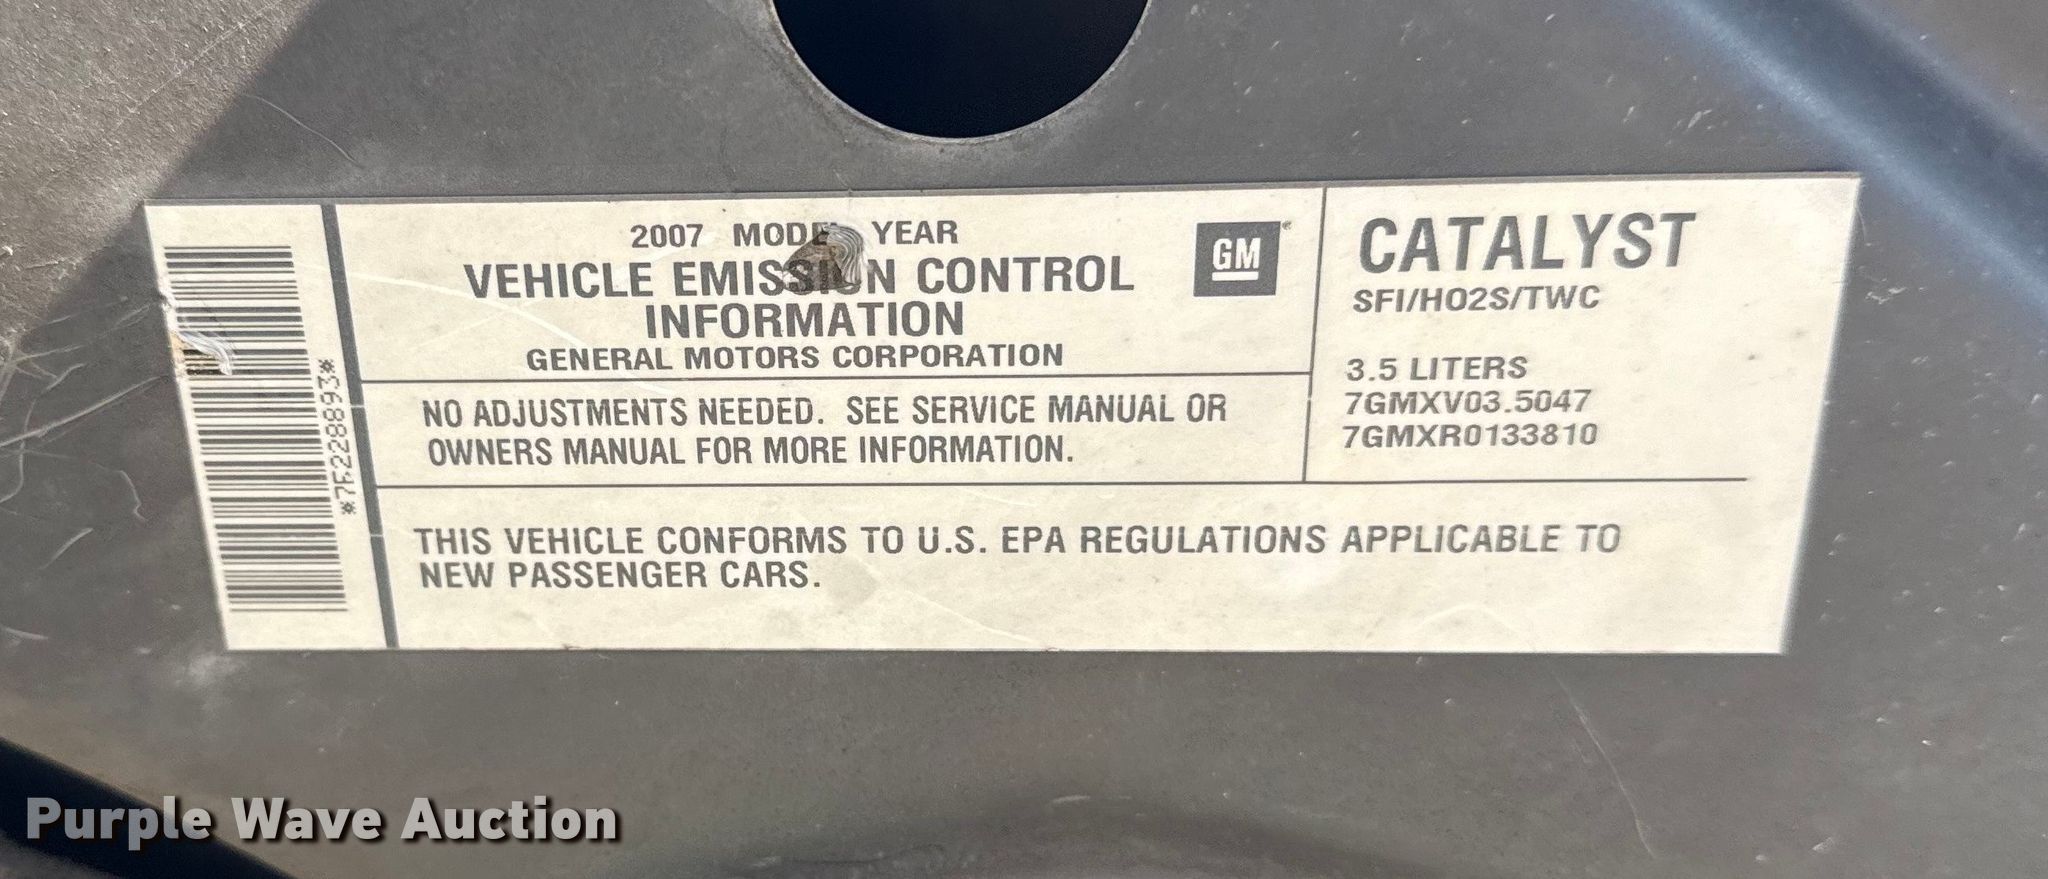 2007 MODEL YEAR
VEHICLE EMISSION CONTROL
INFORMATION
GENERAL MOTORS CORPORATION
GM
NO ADJUSTMENTS NEEDED. SEE SERVICE MANUAL OR
OWNERS MANUAL FOR MORE INFORMATION.
CATALYST
SFI/HO2S/TWC
3.5 LITERS
7GMXV03.5047
7GMXR0133810
THIS VEHICLE CONFORMS TO U.S. EPA REGULATIONS APPLICABLE TO
NEW PASSENGER CARS.
*7F228893*
Purple Wave Auction